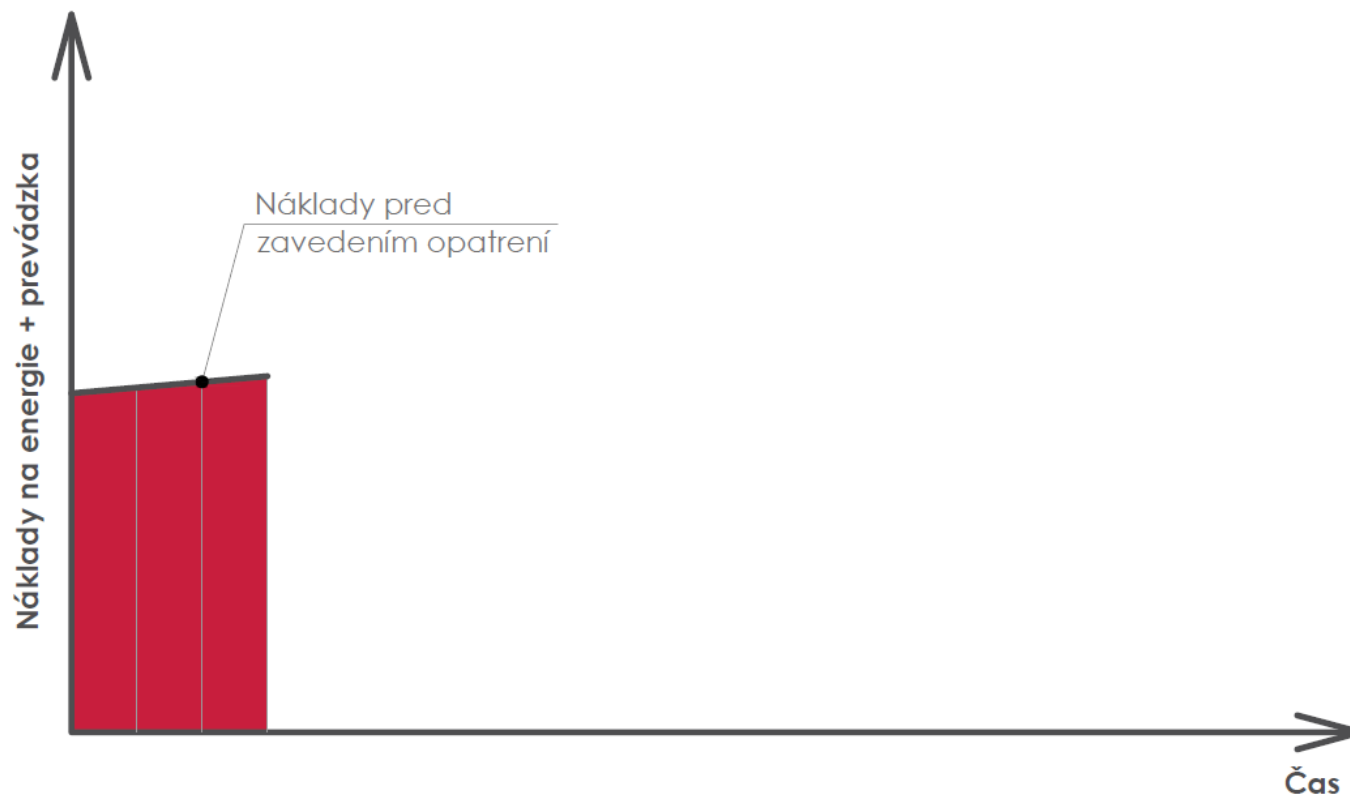 Náklady na energie + prevádzka
Náklady pred
zavedením opatrení
Čas